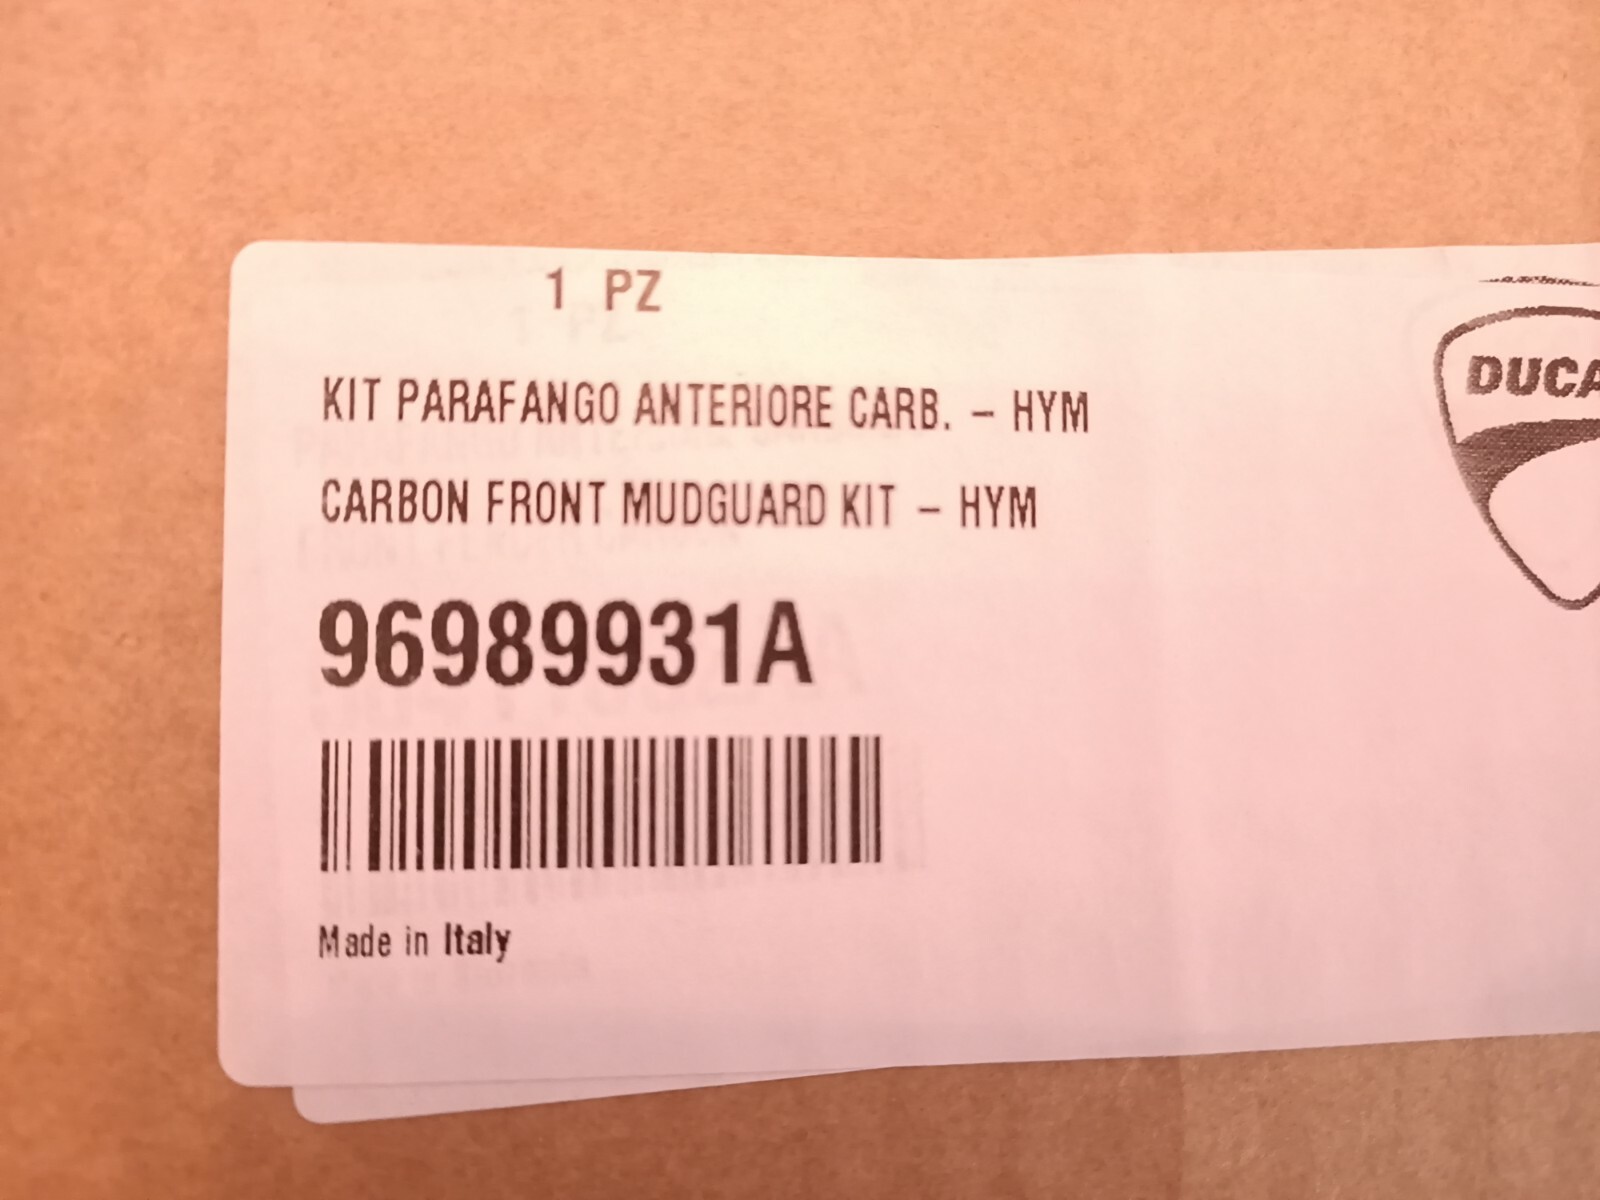 1 PZ
DUCA
KIT PARAFANGO ANTERIORE CARB. – HYM
CARBON FRONT MUDGUARD KIT – HYM
96989931A
Made in Italy